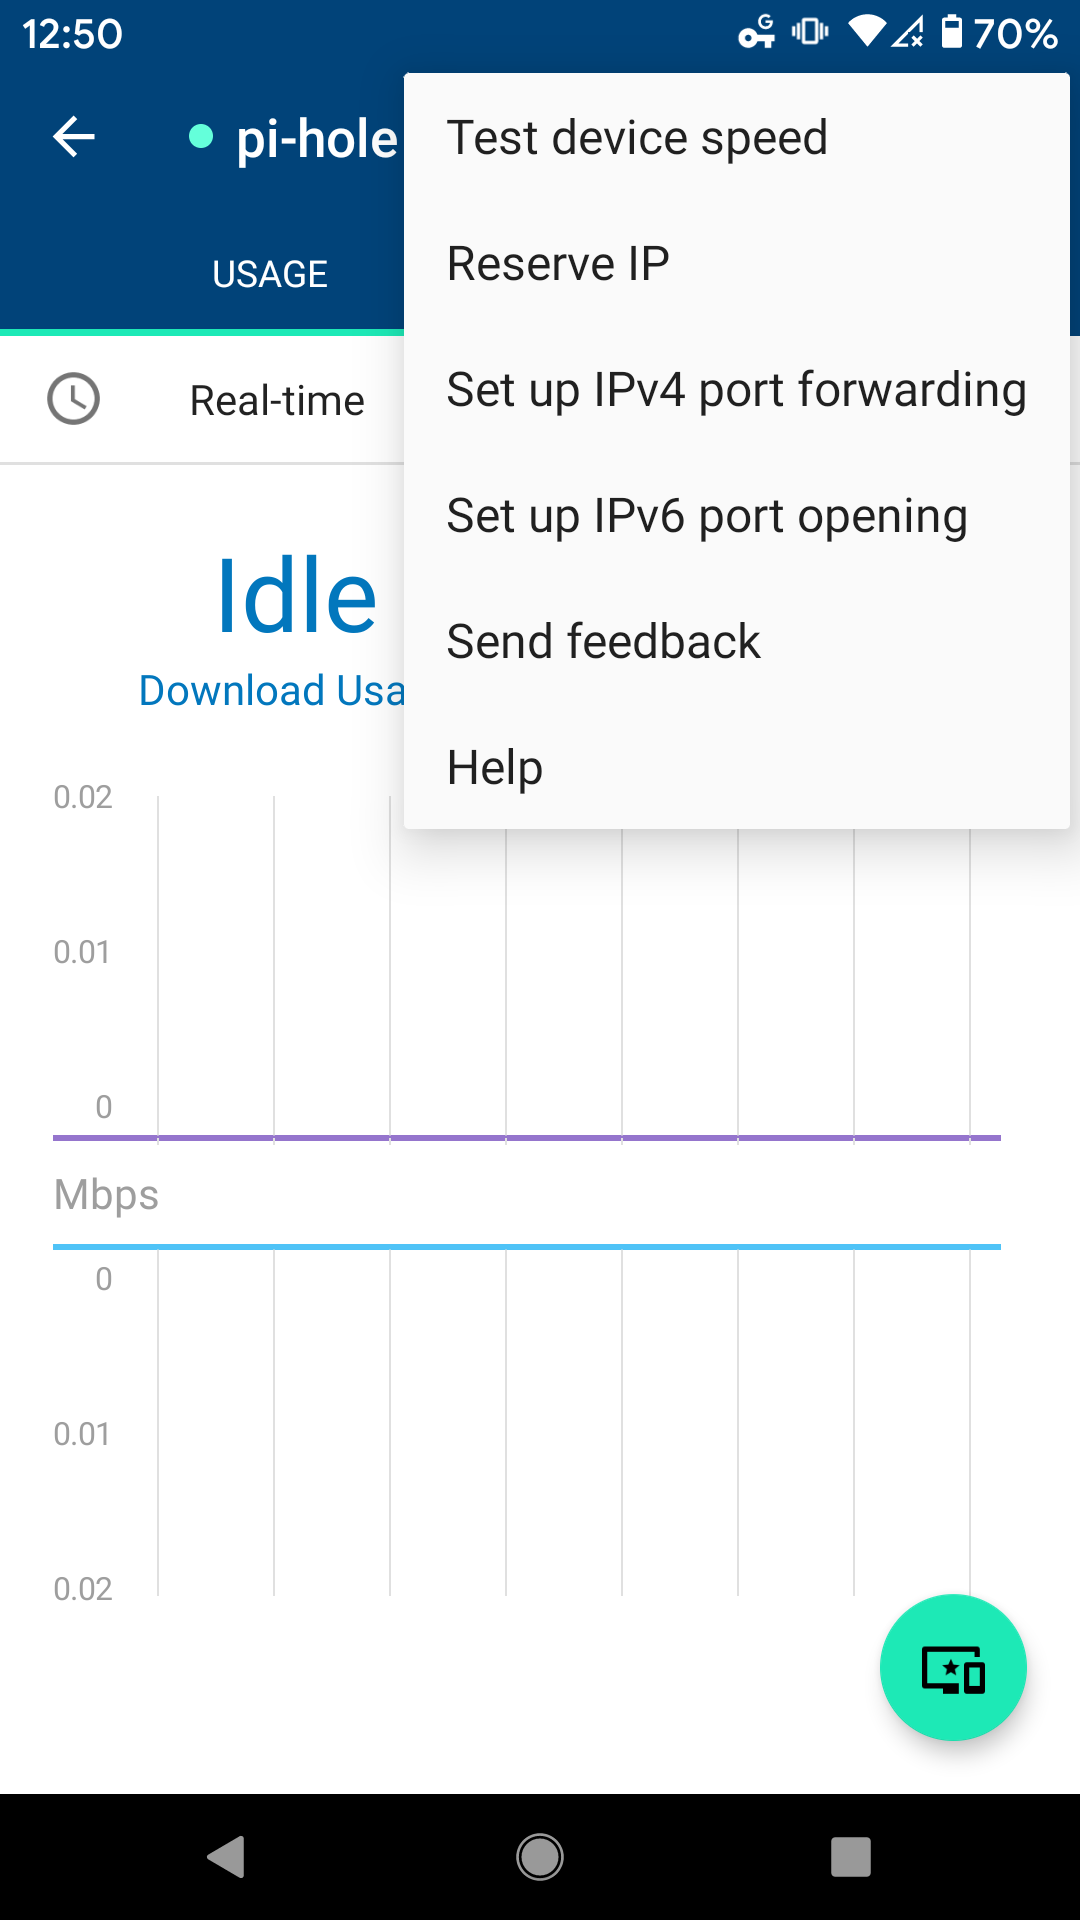 12:50
G
70%
pi-hole
Test device speed
Reserve IP
USAGE
Set up IPv4 port forwarding
Real-time
Set up IPv6 port opening
Idle
Send feedback
Download Usa
Help
0.02
0.01
0
Mbps
0
0.01
0.02